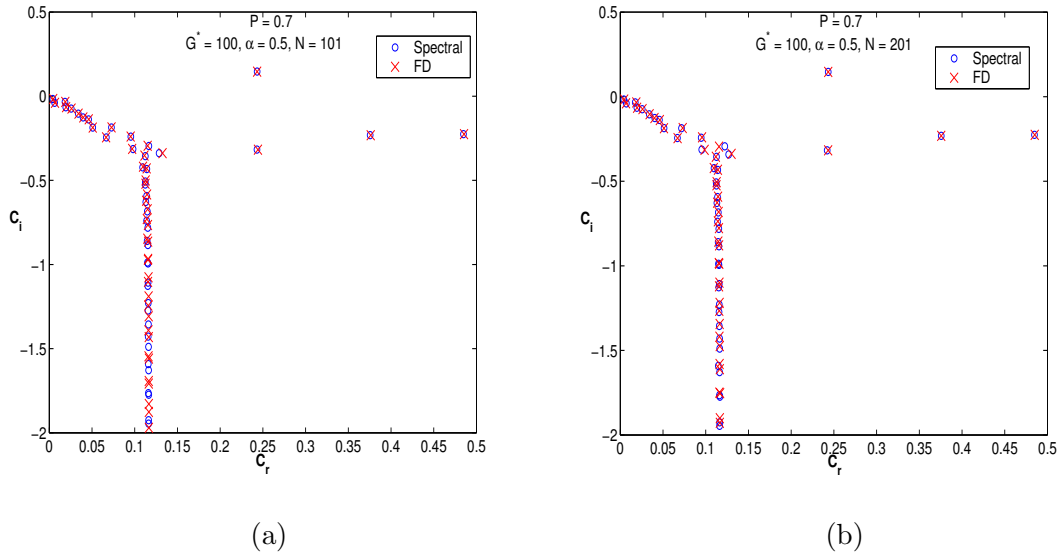 P = 0.7
G* = 100, α = 0.5, N = 101
Spectral
FD
0.5
0
−0.5
−1
−1.5
−2
C_i
0 0.05 0.1 0.15 0.2 0.25 0.3 0.35 0.4 0.45 0.5
C_r
(a)
P = 0.7
G* = 100, α = 0.5, N = 201
Spectral
FD
0.5
0
−0.5
−1
−1.5
−2
C_i
0 0.05 0.1 0.15 0.2 0.25 0.3 0.35 0.4 0.45 0.5
C_r
(b)